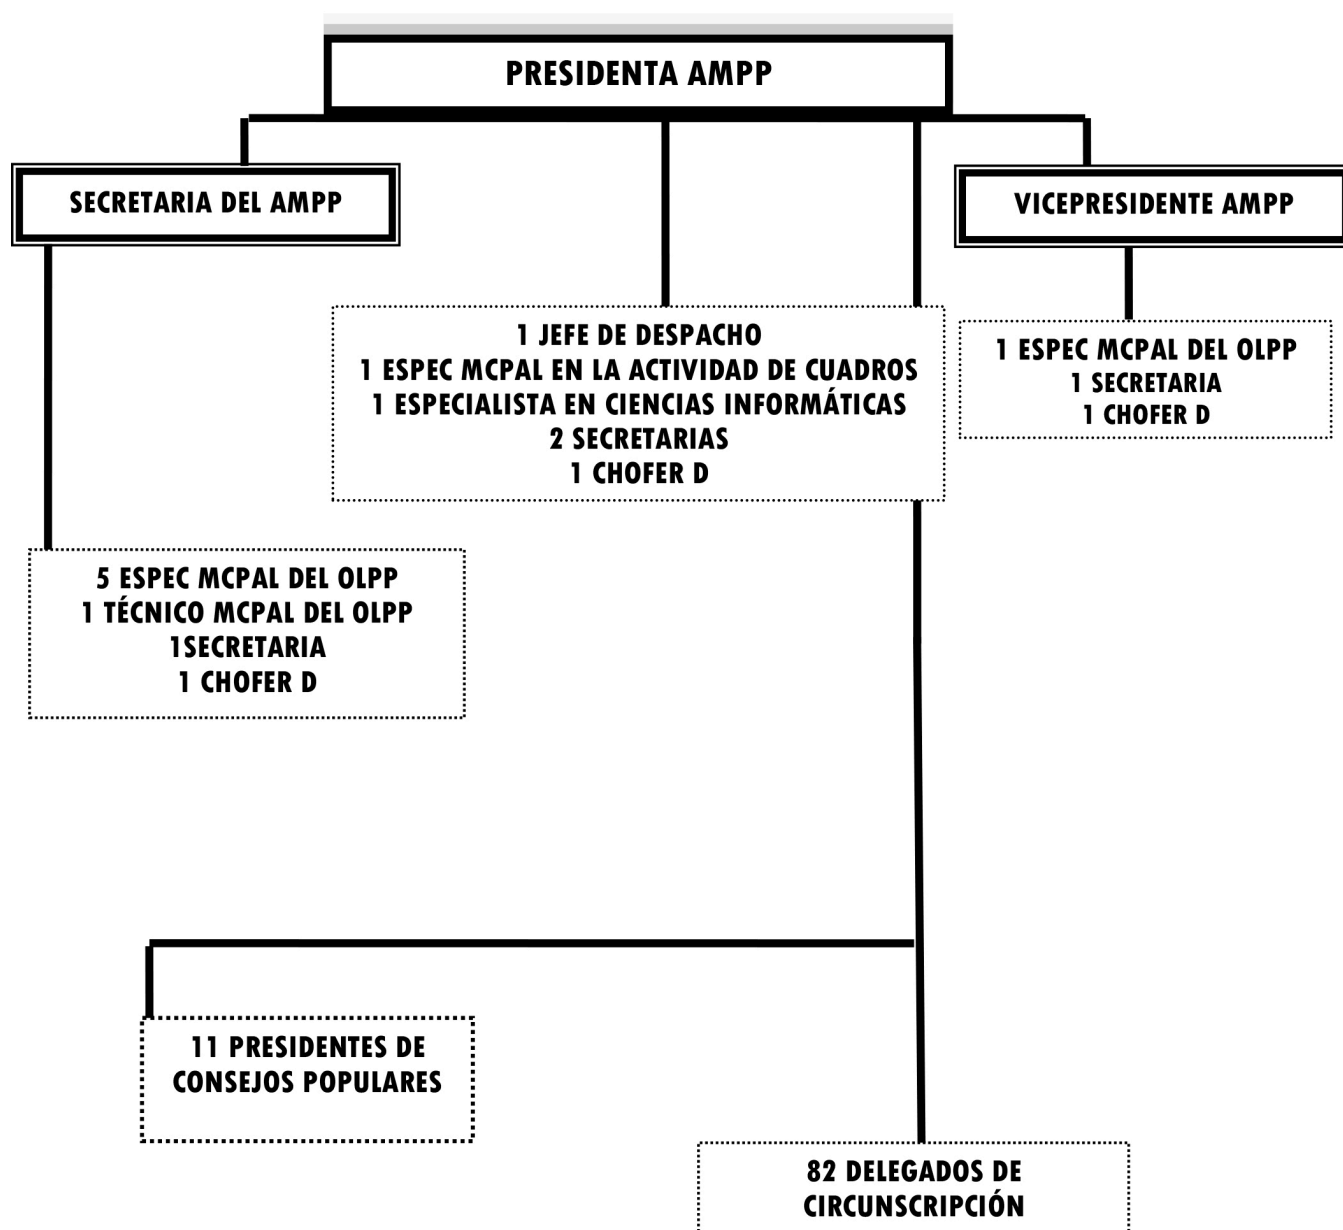 PRESIDENTA AMPP
SECRETARIA DEL AMPP
VICEPRESIDENTE AMPP
1 JEFE DE DESPACHO
1 ESPEC MCPAL EN LA ACTIVIDAD DE CUADROS
1 ESPECIALISTA EN CIENCIAS INFORMÁTICAS
2 SECRETARIAS
1 CHOFER D
1 ESPEC MCPAL DEL OLPP
1 SECRETARIA
1 CHOFER D
5 ESPEC MCPAL DEL OLPP
1 TÉCNICO MCPAL DEL OLPP
1SECRETARIA
1 CHOFER D
11 PRESIDENTES DE
CONSEJOS POPULARES
82 DELEGADOS DE
CIRCUNSCRIPCIÓN